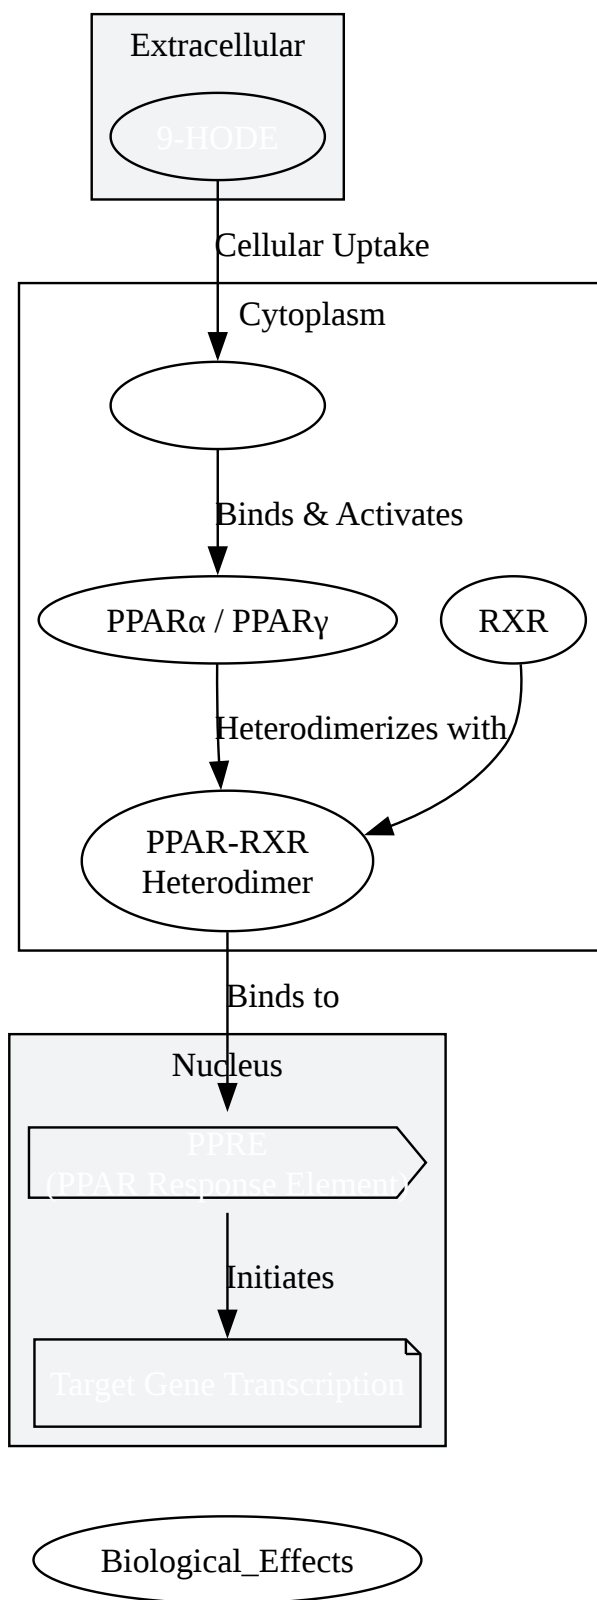 Extracellular
9-HODE
Cellular Uptake
Cytoplasm
Binds & Activates
PPARα / PPARγ
RXR
Heterodimerizes with
PPAR-RXR
Heterodimer
Binds to
Nucleus
PPRE
(PPAR Response Element)
Initiates
Target Gene Transcription
Biological_Effects